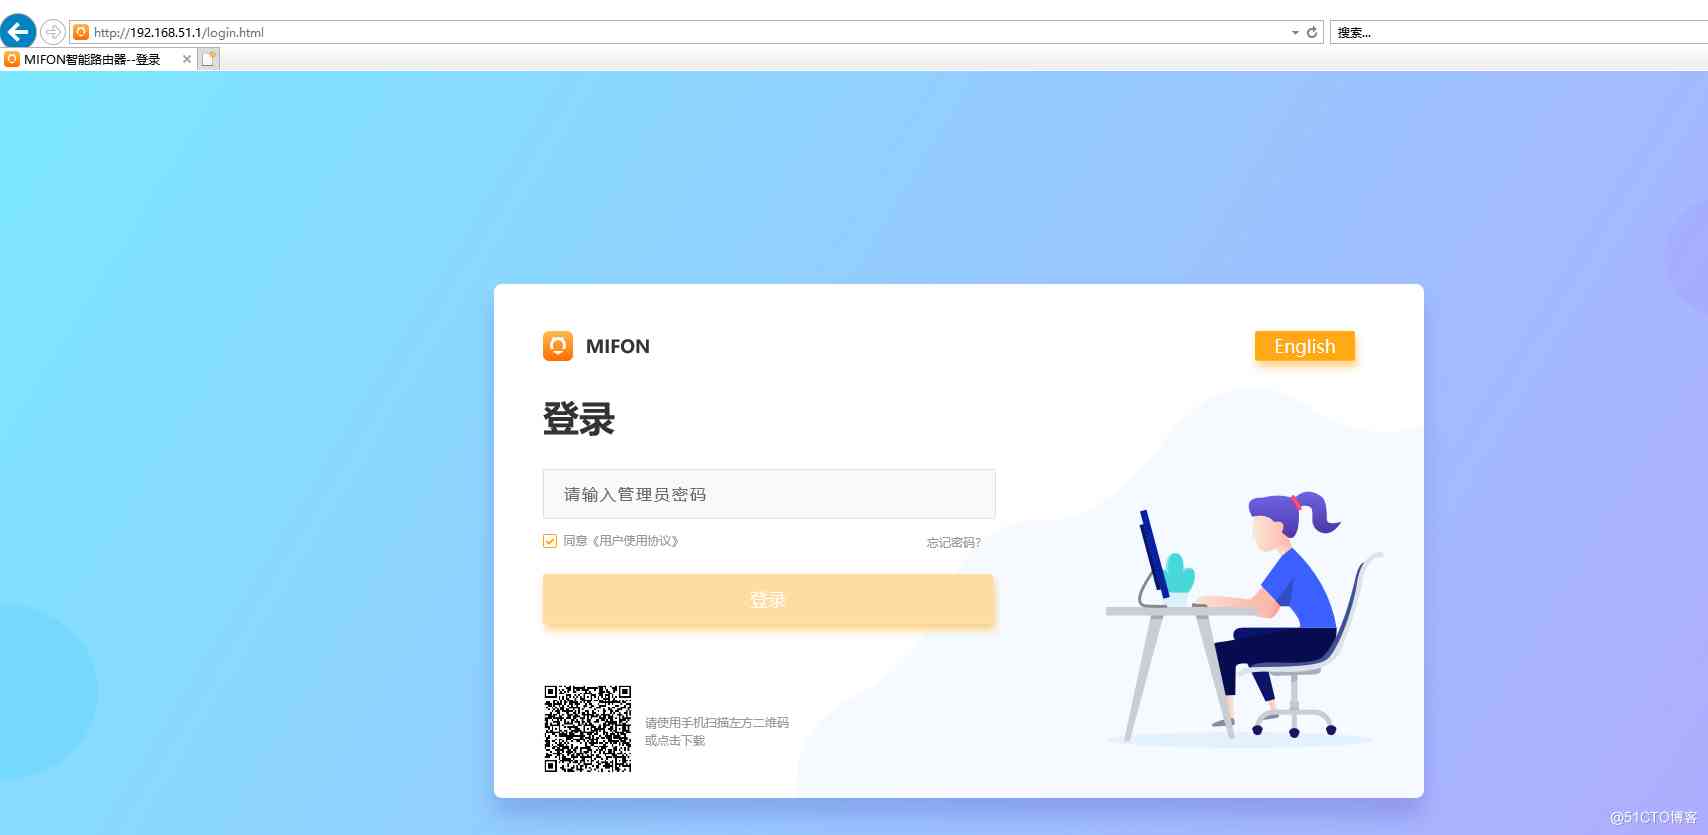 http://192.168.51.1/login.html
搜索...
MIFON智能路由器--登录
MIFON
English
登录
请输入管理员密码
同意《用户使用协议》
忘记密码?
登录
请使用手机扫描左方二维码
或点击下载
@51CTO博客